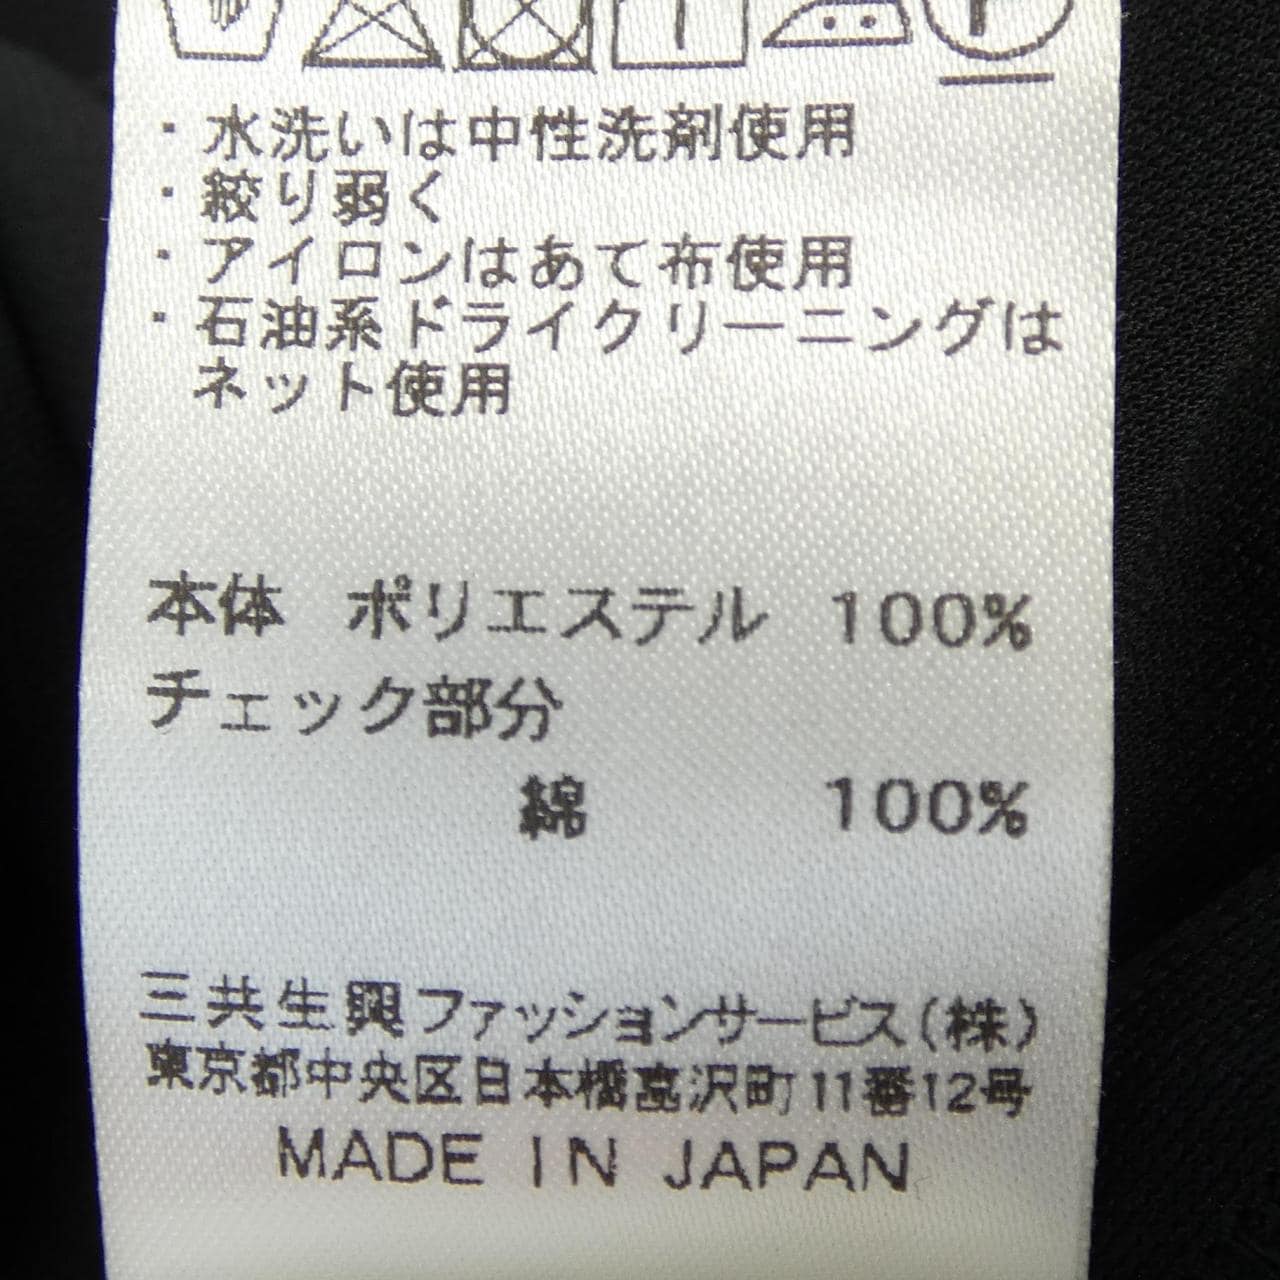 ・水洗いは中性洗剤使用
・絞り弱く
・アイロンはあて布使用
・石油系ドライクリーニングは
ネット使用
本体 ポリエステル 100%
チェック部分
綿 100%
三共生興ファッションサービス(株)
東京都中央区日本橋富沢町11番12号
MADE IN JAPAN